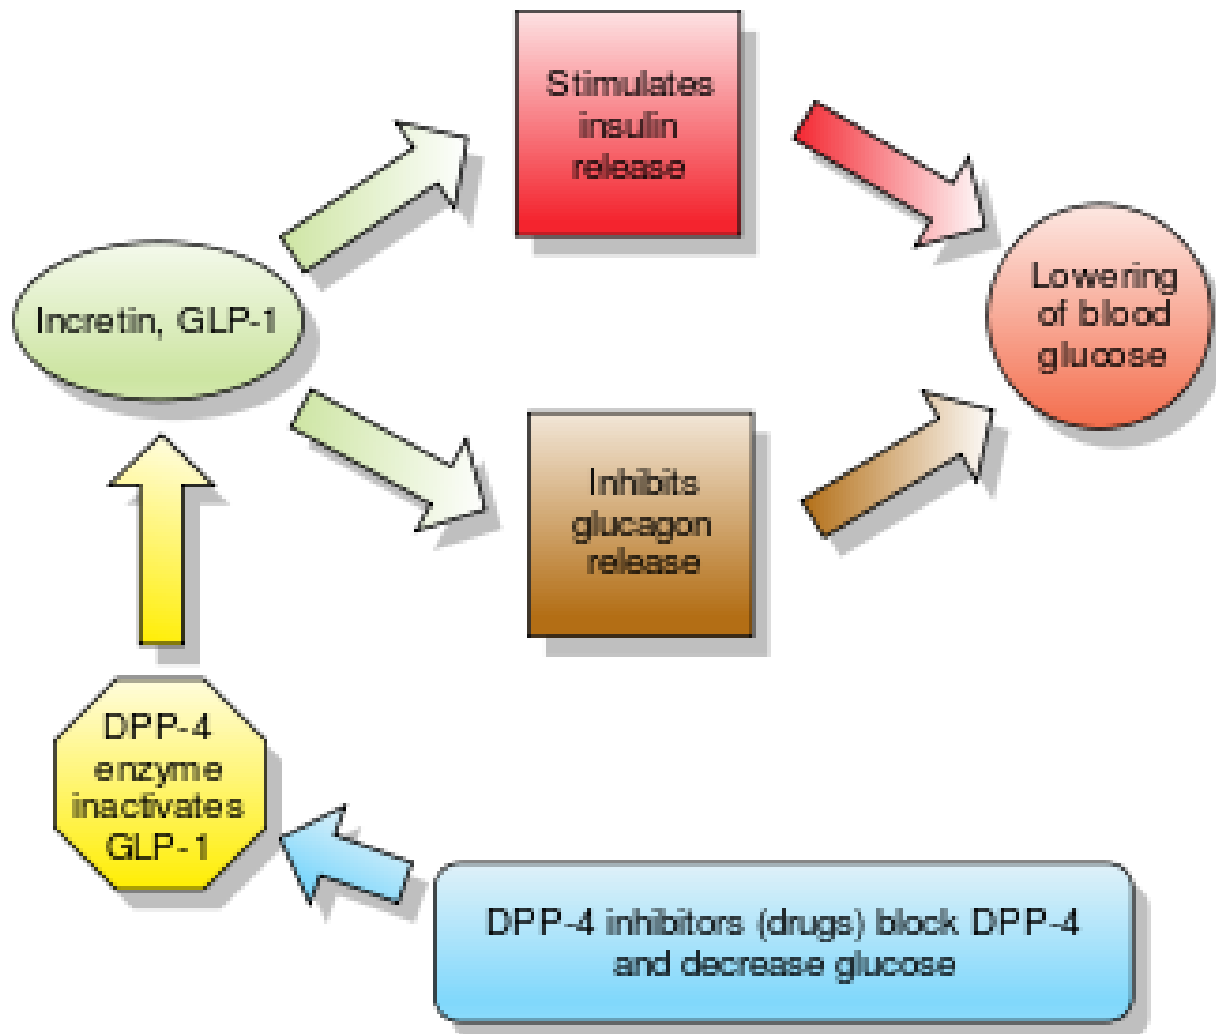 Stimulates
insulin
release
Incretin, GLP-1
Lowering
of blood
glucose
Inhibits
glucagon
release
DPP-4
enzyme
inactivates
GLP-1
DPP-4 inhibitors (drugs) block DPP-4
and decrease glucose